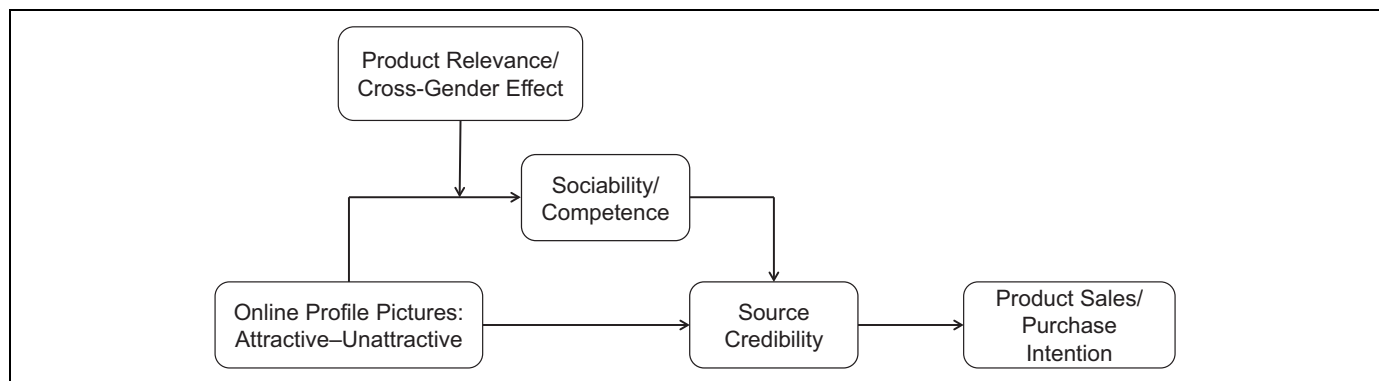 Product Relevance/
Cross-Gender Effect
Sociability/
Competence
Online Profile Pictures:
Attractive–Unattractive
Source
Credibility
Product Sales/
Purchase
Intention